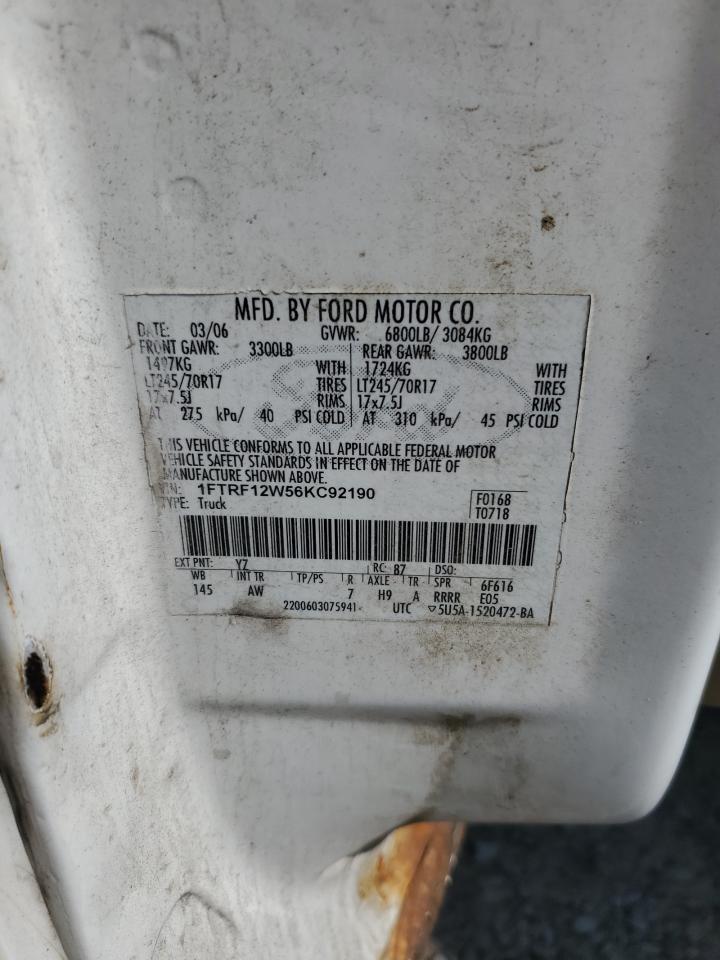 MFD. BY FORD MOTOR CO.
DATE: 03/06 GVWR: 6800LB/ 3084KG
FRONT GAWR: 3300LB REAR GAWR: 3800LB
1497KG WITH 1724KG WITH
LT245/70R17 TIRES LT245/70R17 TIRES
17x7.5J RIMS 17x7.5J RIMS
AT 275 kPa/ 40 PSI COLD AT 310 kPa/ 45 PSI COLD
THIS VEHICLE CONFORMS TO ALL APPLICABLE FEDERAL MOTOR
VEHICLE SAFETY STANDARDS IN EFFECT ON THE DATE OF
MANUFACTURE SHOWN ABOVE.
VIN: 1FTRF12W56KC92190 F0168
TYPE: Truck T0718
EXT PNT: YZ RC: 87 DSO:
WB INT TR TP/PS R AXLE TR SPR 6F616
145 AW 7 H9 A RRRR E05
2200603075941 UTC ▽5U5A-1520472-BA